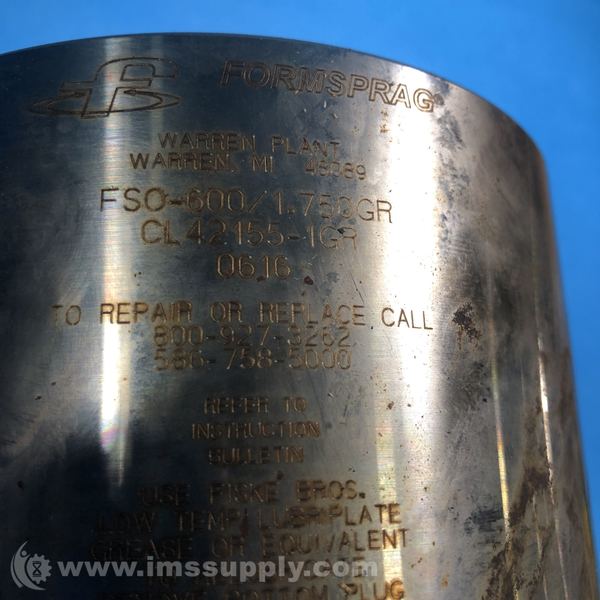 FORMSPRAG®
WARREN PLANT
WARREN, MI 48089
FSO-600/1.750GR
CL42155-1GR
0616
TO REPAIR OR REPLACE CALL
800-927-3262
586-758-5000
REFER TO
INSTRUCTION
BULLETIN
USE FISKE BROS.
LOW TEMP LUBRIPLATE
GREASE OR EQUIVALENT
BOTTOM PLUG
www.imssupply.com